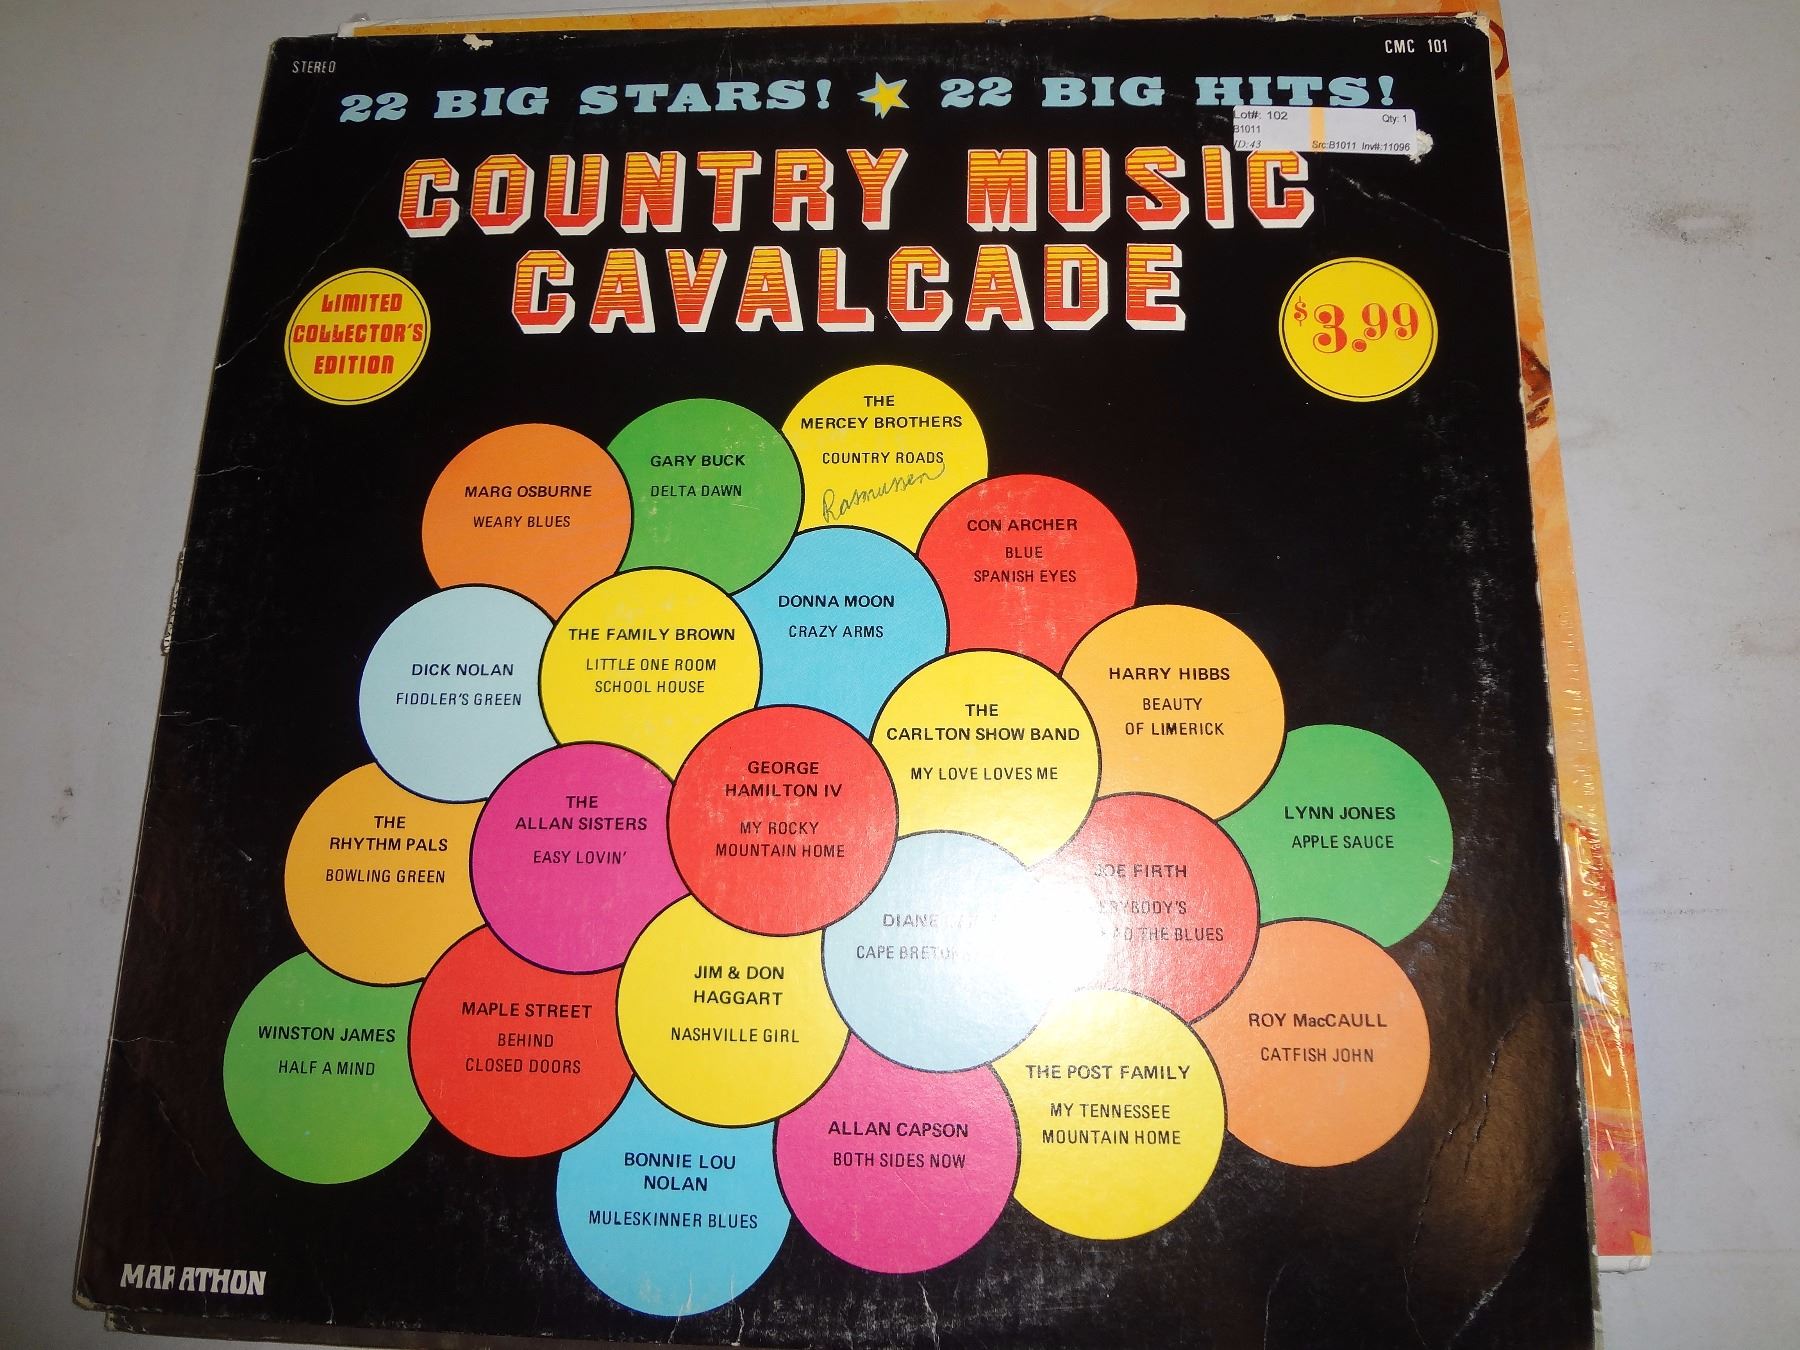 STEREO
CMC 101
22 BIG STARS! 22 BIG HITS!
Lot#: 102 Qty: 1
B1011
ID:43 Src:B1011 Inv#:11096
COUNTRY MUSIC
CAVALCADE
LIMITED
COLLECTOR'S
EDITION
$3.99
THE
MERCEY BROTHERS
COUNTRY ROADS
Rasmussen
GARY BUCK
DELTA DAWN
MARG OSBURNE
WEARY BLUES
CON ARCHER
BLUE
SPANISH EYES
DONNA MOON
CRAZY ARMS
THE FAMILY BROWN
LITTLE ONE ROOM
SCHOOL HOUSE
DICK NOLAN
FIDDLER'S GREEN
HARRY HIBBS
BEAUTY
OF LIMERICK
THE
CARLTON SHOW BAND
MY LOVE LOVES ME
GEORGE
HAMILTON IV
MY ROCKY
MOUNTAIN HOME
THE
ALLAN SISTERS
EASY LOVIN'
THE
RHYTHM PALS
BOWLING GREEN
LYNN JONES
APPLE SAUCE
JOE FIRTH
THE BLUES
DIANE
CAPE
JIM & DON
HAGGART
NASHVILLE GIRL
MAPLE STREET
BEHIND
CLOSED DOORS
WINSTON JAMES
HALF A MIND
ROY MacCAULL
CATFISH JOHN
THE POST FAMILY
MY TENNESSEE
MOUNTAIN HOME
ALLAN CAPSON
BOTH SIDES NOW
BONNIE LOU
NOLAN
MULESKINNER BLUES
MARATHON